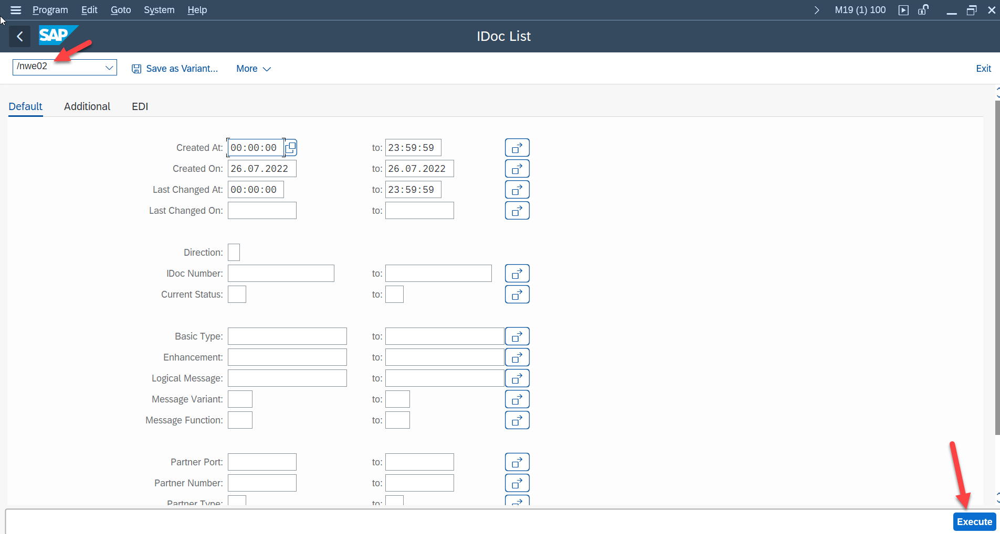 Program Edit Goto System Help M19 (1) 100
SAP IDoc List
/nwe02 Save as Variant... More Exit
Default Additional EDI
Created At: 00:00:00 to: 23:59:59
Created On: 26.07.2022 to: 26.07.2022
Last Changed At: 00:00:00 to: 23:59:59
Last Changed On: to:
Direction:
IDoc Number: to:
Current Status: to:
Basic Type: to:
Enhancement: to:
Logical Message: to:
Message Variant: to:
Message Function: to:
Partner Port: to:
Partner Number: to:
Partner Type: to:
Execute